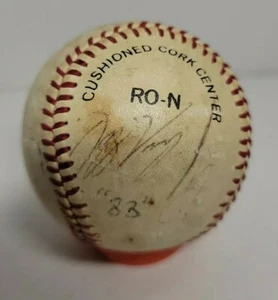 CUSHIONED CORK CENTER
RO-N
"83"